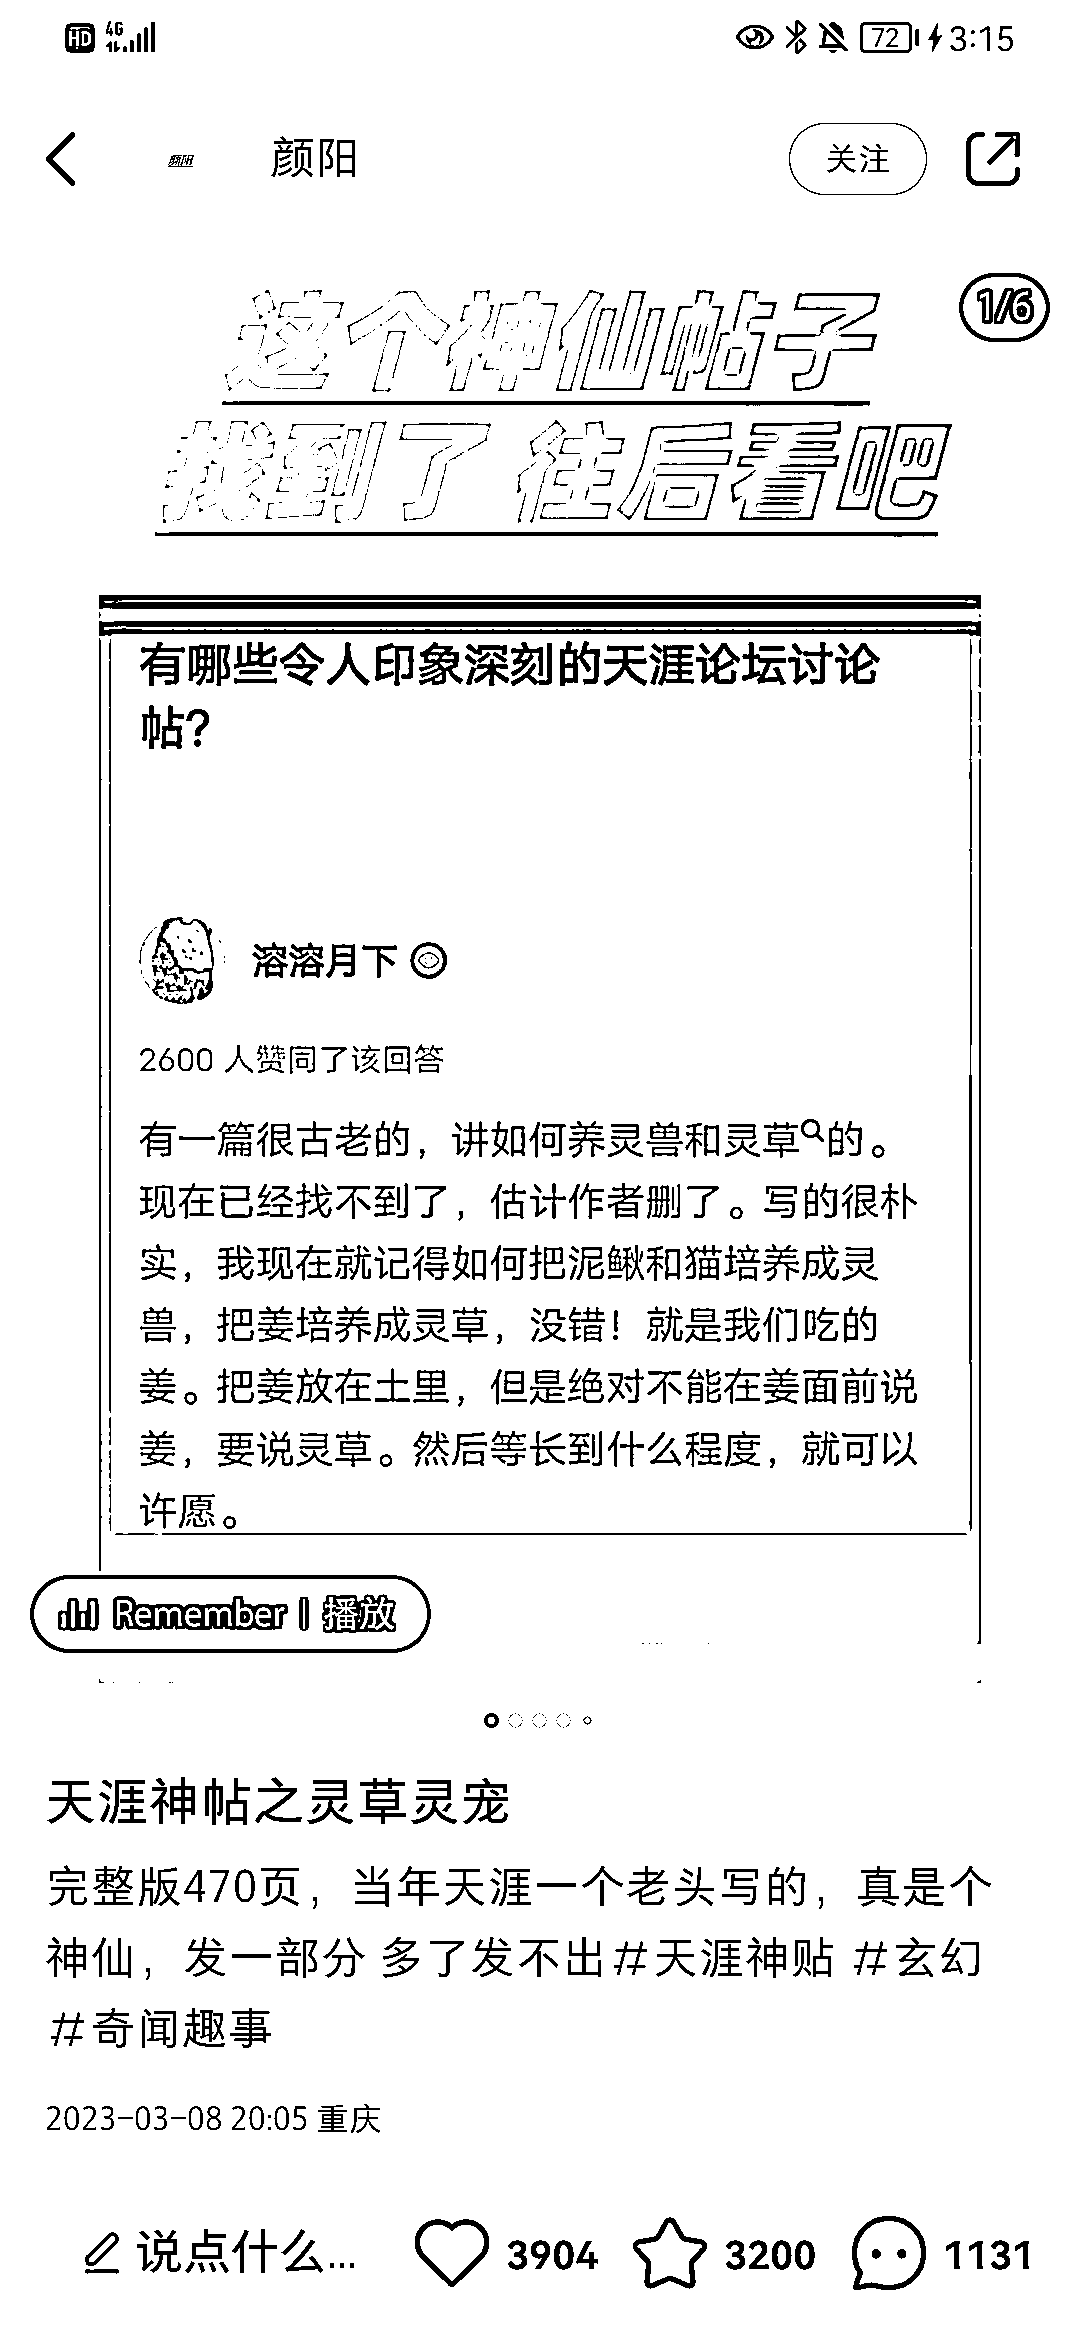 HD 4G 72 3:15
颜阳 关注
1/6
这个神仙帖子
找到了 往后看吧
有哪些令人印象深刻的天涯论坛讨论
帖？
溶溶月下
2600 人赞同了该回答
有一篇很古老的，讲如何养灵兽和灵草的。
现在已经找不到了，估计作者删了。写的很朴
实，我现在就记得如何把泥鳅和猫培养成灵
兽，把姜培养成灵草，没错！就是我们吃的
姜。把姜放在土里，但是绝对不能在姜面前说
姜，要说灵草。然后等长到什么程度，就可以
许愿。
Remember | 播放
天涯神帖之灵草灵宠
完整版470页，当年天涯一个老头写的，真是个
神仙，发一部分 多了发不出#天涯神贴 #玄幻
#奇闻趣事
2023-03-08 20:05 重庆
说点什么... 3904 3200 1131